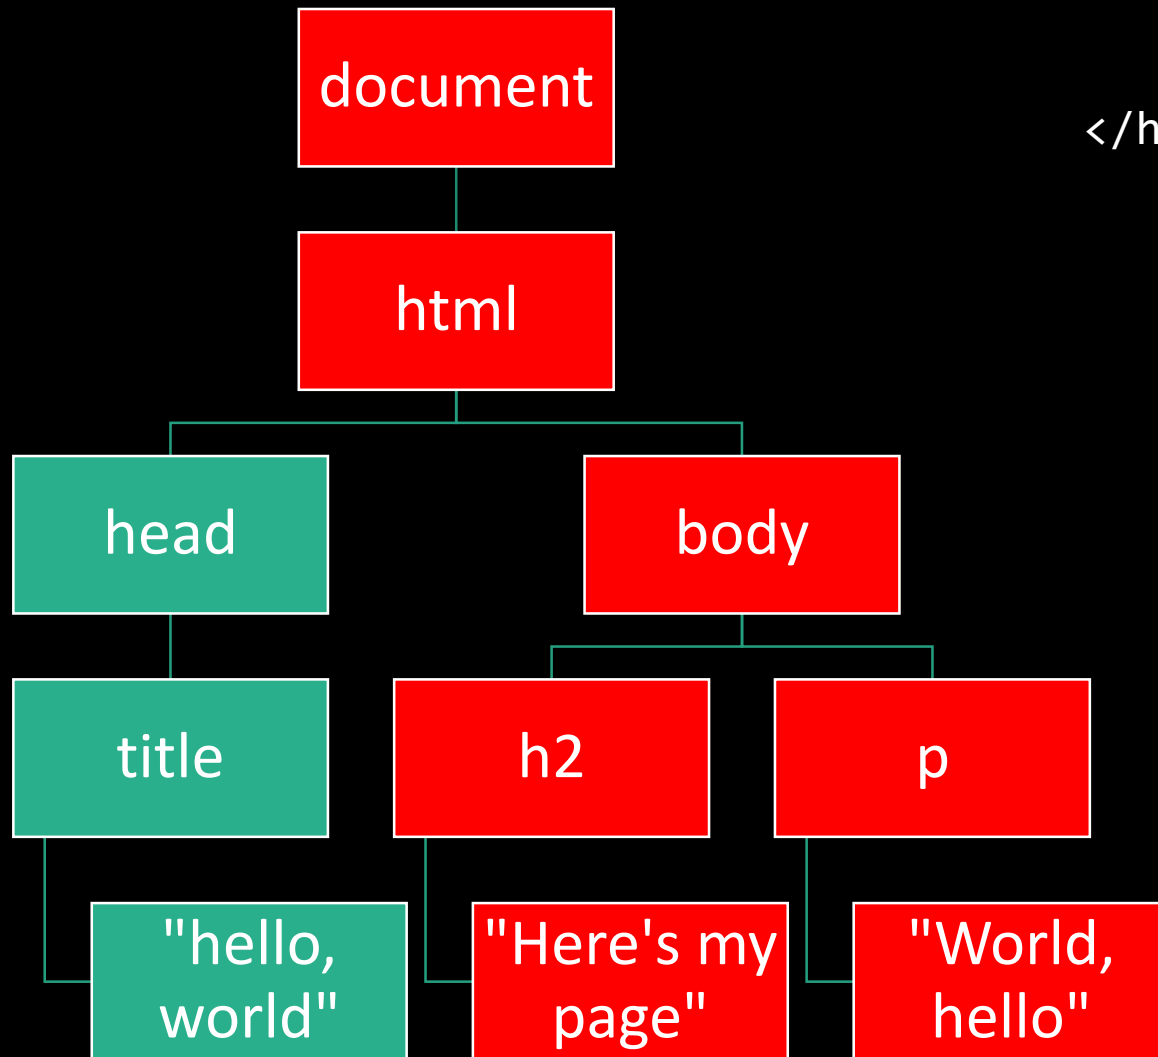 document
</h
html
head
body
title
h2
p
"hello,
world"
"Here's my
page"
"World,
hello"